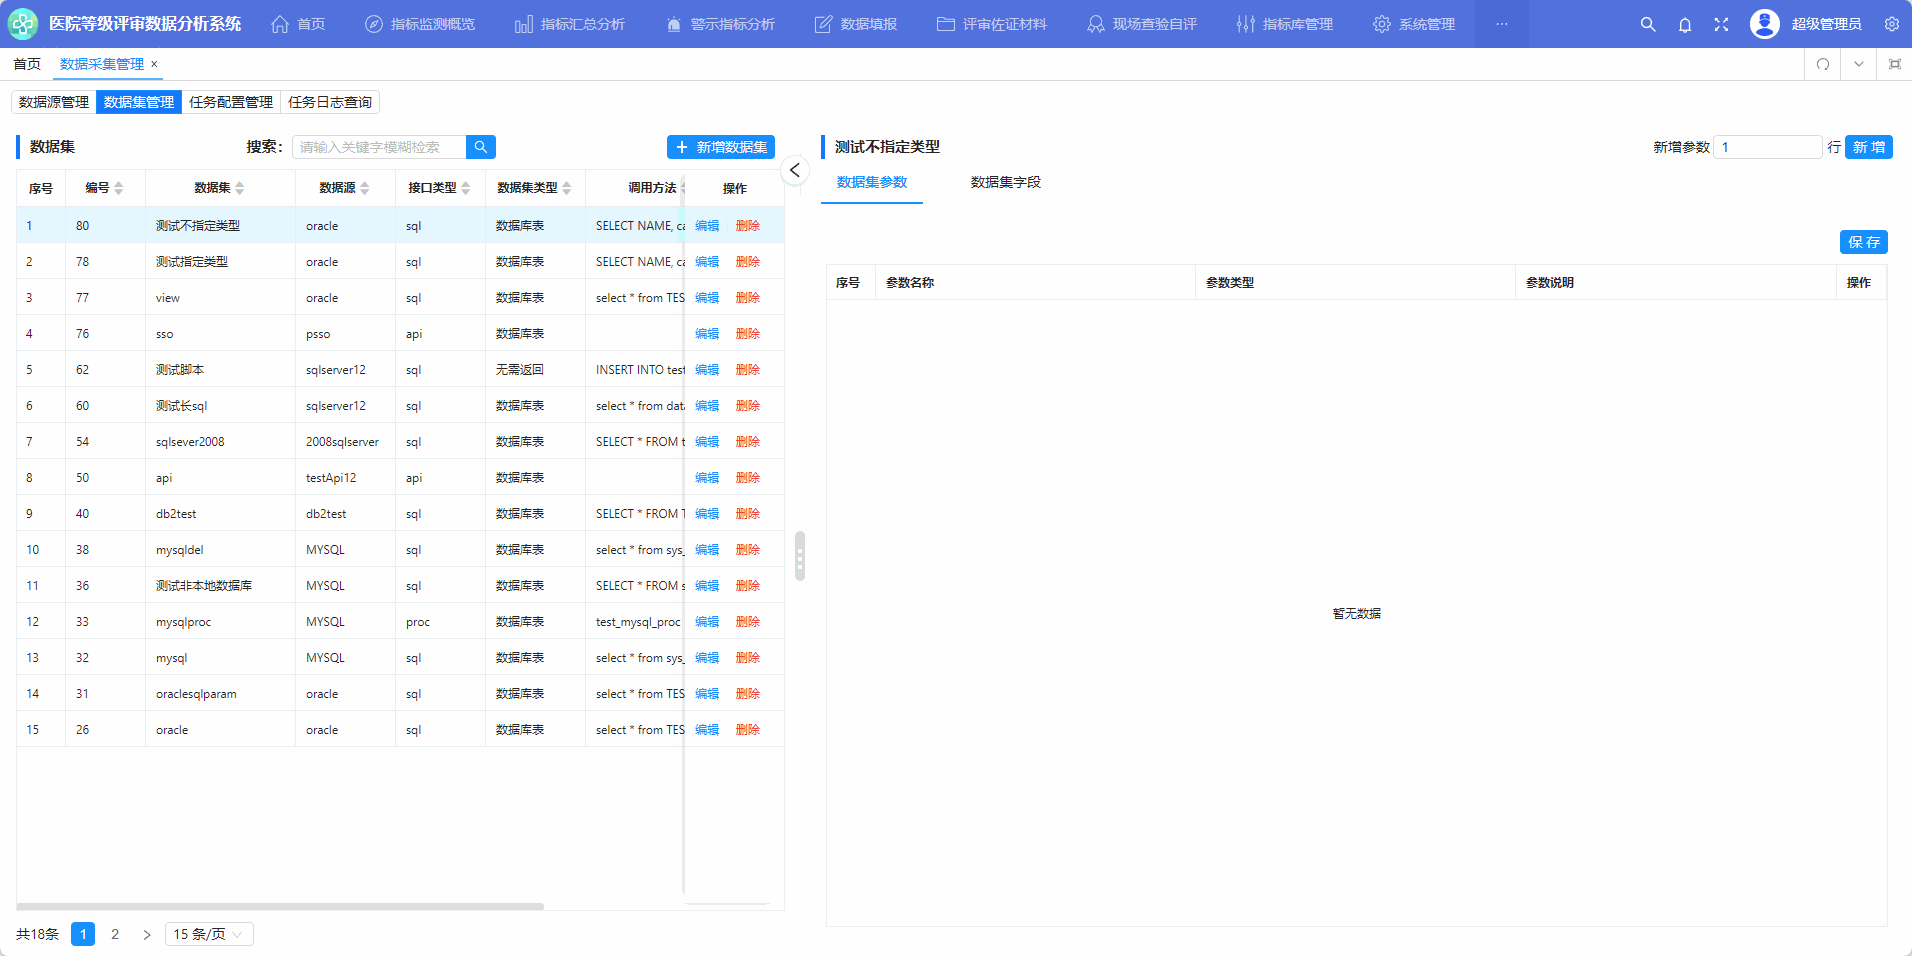 医院等级评审数据分析系统 首页 指标监测概览 指标汇总分析 警示指标分析 数据填报 评审佐证材料 现场查验自评 指标库管理 系统管理 ··· 超级管理员
首页 数据采集管理 ×
数据源管理 数据集管理 任务配置管理 任务日志查询
数据集 搜索: 请输入关键字模糊检索 + 新增数据集
序号 编号 数据集 数据源 接口类型 数据集类型 调用方法 操作
1 80 测试不指定类型 oracle sql 数据库表 SELECT NAME, ca 编辑 删除
2 78 测试指定类型 oracle sql 数据库表 SELECT NAME, ca 编辑 删除
3 77 view oracle sql 数据库表 select * from TES 编辑 删除
4 76 sso psso api 数据库表 编辑 删除
5 62 测试脚本 sqlserver12 sql 无需返回 INSERT INTO test 编辑 删除
6 60 测试长sql sqlserver12 sql 数据库表 select * from data 编辑 删除
7 54 sqlsever2008 2008sqlserver sql 数据库表 SELECT * FROM t 编辑 删除
8 50 api testApi12 api 数据库表 编辑 删除
9 40 db2test db2test sql 数据库表 SELECT * FROM T 编辑 删除
10 38 mysqldel MYSQL sql 数据库表 select * from sys_ 编辑 删除
11 36 测试非本地数据库 MYSQL sql 数据库表 SELECT * FROM s 编辑 删除
12 33 mysqlproc MYSQL proc 数据库表 test_mysql_proc 编辑 删除
13 32 mysql MYSQL sql 数据库表 select * from sys_ 编辑 删除
14 31 oraclesqlparam oracle sql 数据库表 select * from TES 编辑 删除
15 26 oracle oracle sql 数据库表 select * from TES 编辑 删除
共18条 1 2 > 15 条/页
测试不指定类型 新增参数 1 行 新 增
数据集参数 数据集字段
保 存
序号 参数名称 参数类型 参数说明 操作
暂无数据